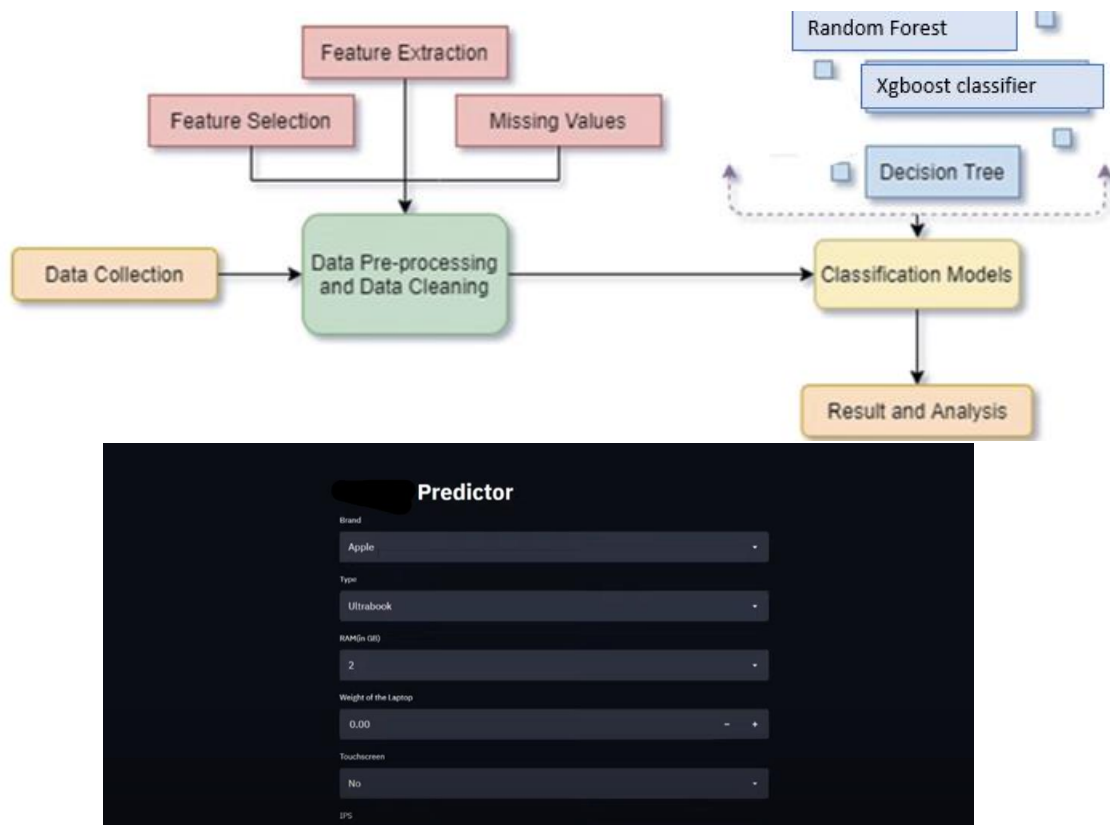 Random Forest
Feature Extraction
Xgboost classifier
Feature Selection
Missing Values
Decision Tree
Data Collection
Data Pre-processing
and Data Cleaning
Classification Models
Result and Analysis
Predictor
Brand
Apple
Type
Ultrabook
RAM(in GB)
2
Weight of the Laptop
0.00
- +
Touchscreen
No
IPS